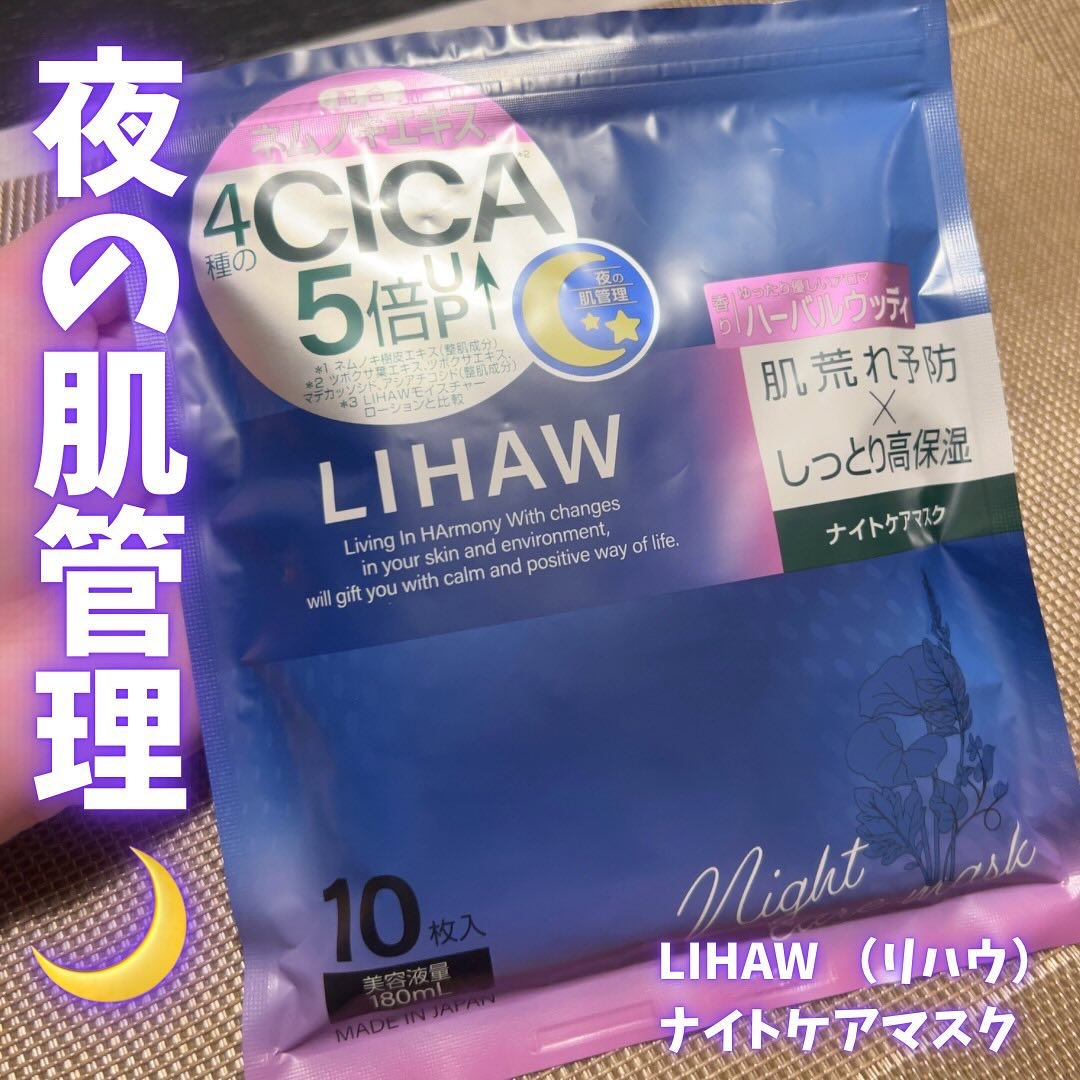 夜の肌管理
配合
ネムノキエキス
4種のCICA*2
5倍UP↑
*1 ネムノキ樹皮エキス(整肌成分)
*2 ツボクサ葉エキス、ツボクサエキス、
マデカッソシド、アシアチコシド(整肌成分)
*3 LIHAWモイスチャー
ローションと比較
夜の
肌管理
香り
ゆったり優しいアロマ
ハーバルウッディ
肌荒れ予防
×
しっとり高保湿
ナイトケアマスク
LIHAW
Living In HArmony With changes
in your skin and environment,
will gift you with calm and positive way of life.
10枚入
美容液量
180mL
MADE IN JAPAN
Night
care mask
LIHAW (リハウ)
ナイトケアマスク